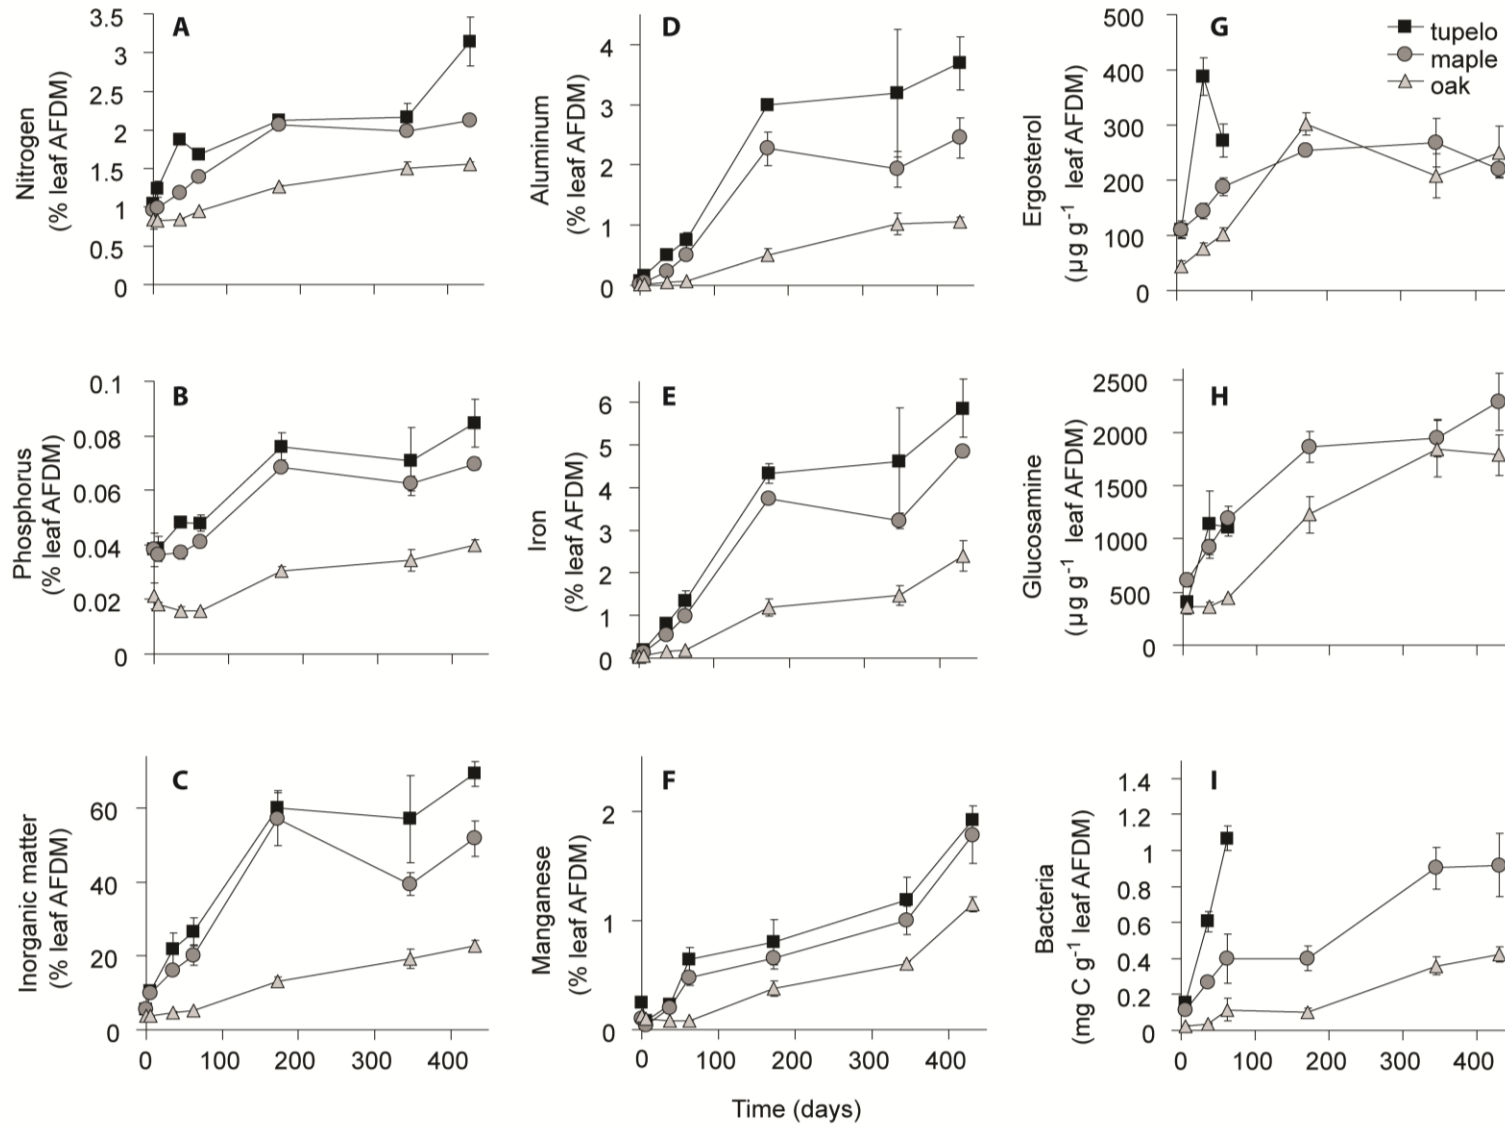 A
3.5
3
2.5
2
1.5
1
0.5
0
Nitrogen
(% leaf AFDM)
D
4
3
2
1
0
Aluminum
(% leaf AFDM)
G
500
400
300
200
100
0
Ergosterol
(µg g⁻¹ leaf AFDM)
tupelo
maple
oak
B
0.1
0.08
0.06
0.04
0.02
0
Phosphorus
(% leaf AFDM)
E
6
5
4
3
2
1
0
Iron
(% leaf AFDM)
H
2500
2000
1500
1000
500
0
Glucosamine
(µg g⁻¹ leaf AFDM)
C
60
40
20
0
Inorganic matter
(% leaf AFDM)
0 100 200 300 400
F
2
1
0
Manganese
(% leaf AFDM)
0 100 200 300 400
I
1.4
1.2
1
0.8
0.6
0.4
0.2
0
Bacteria
(mg C g⁻¹ leaf AFDM)
0 100 200 300 400
Time (days)